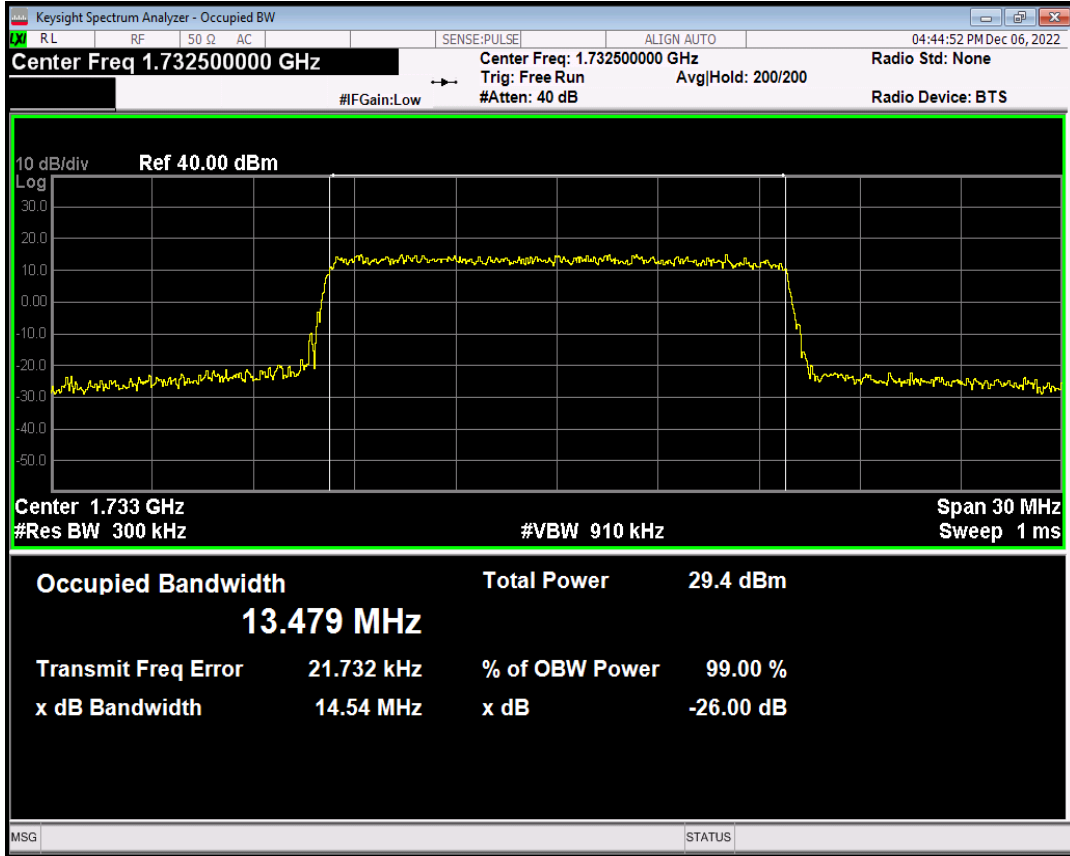 Keysight Spectrum Analyzer - Occupied BW
LXI RL RF 50 Ω AC SENSE:PULSE ALIGN AUTO 04:44:52 PM Dec 06, 2022
Center Freq 1.732500000 GHz Center Freq: 1.732500000 GHz Radio Std: None
Trig: Free Run Avg|Hold: 200/200
#IFGain:Low #Atten: 40 dB Radio Device: BTS
10 dB/div Ref 40.00 dBm
Log
30.0
20.0
10.0
0.00
-10.0
-20.0
-30.0
-40.0
-50.0
Center 1.733 GHz Span 30 MHz
#Res BW 300 kHz #VBW 910 kHz Sweep 1 ms
Occupied Bandwidth Total Power 29.4 dBm
13.479 MHz
Transmit Freq Error 21.732 kHz % of OBW Power 99.00 %
x dB Bandwidth 14.54 MHz x dB -26.00 dB
MSG STATUS